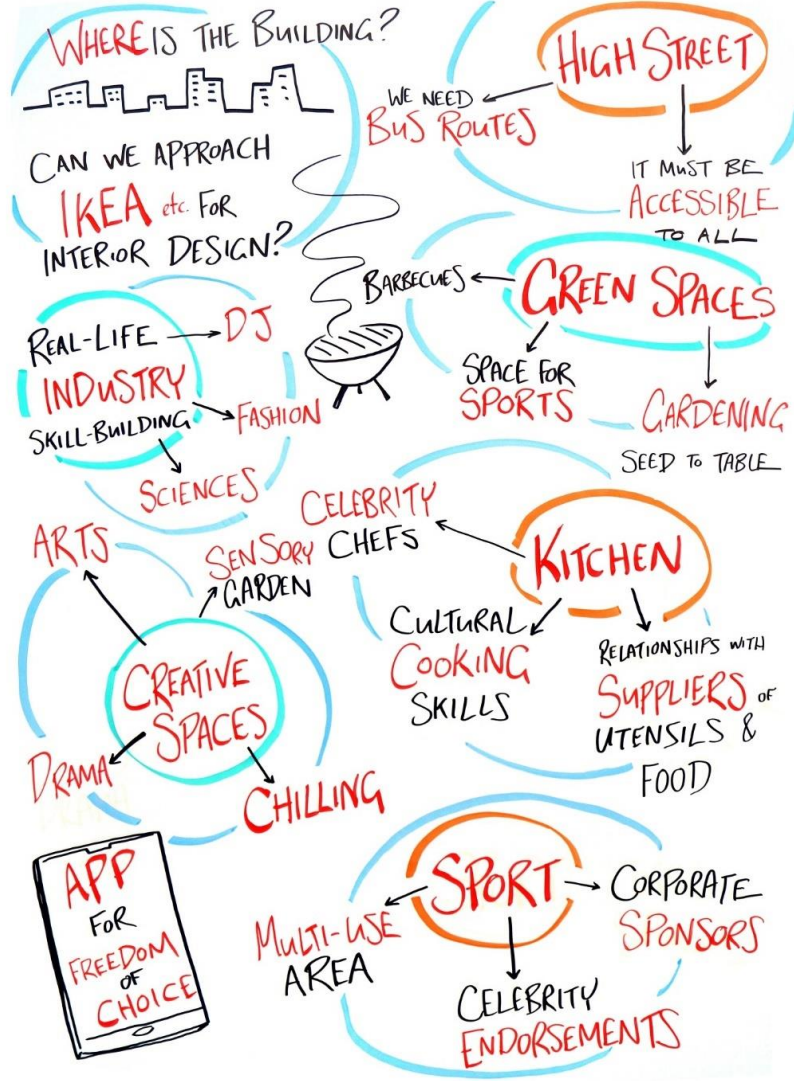 WHERE IS THE BUILDING?
CAN WE APPROACH
IKEA etc. FOR
INTERIOR DESIGN?
HIGH STREET
WE NEED
BUS ROUTES
IT MUST BE
ACCESSIBLE
TO ALL
GREEN SPACES
BARBECUES
SPACE FOR
SPORTS
GARDENING
SEED TO TABLE
REAL-LIFE
INDUSTRY
SKILL-BUILDING
DJ
FASHION
SCIENCES
KITCHEN
CELEBRITY
CHEFS
CULTURAL
COOKING
SKILLS
RELATIONSHIPS WITH
SUPPLIERS OF
UTENSILS &
FOOD
CREATIVE
SPACES
ARTS
SENSORY
GARDEN
DRAMA
CHILLING
APP
FOR
FREEDOM
OF
CHOICE
SPORT
MULTI-USE
AREA
CELEBRITY
ENDORSEMENTS
CORPORATE
SPONSORS